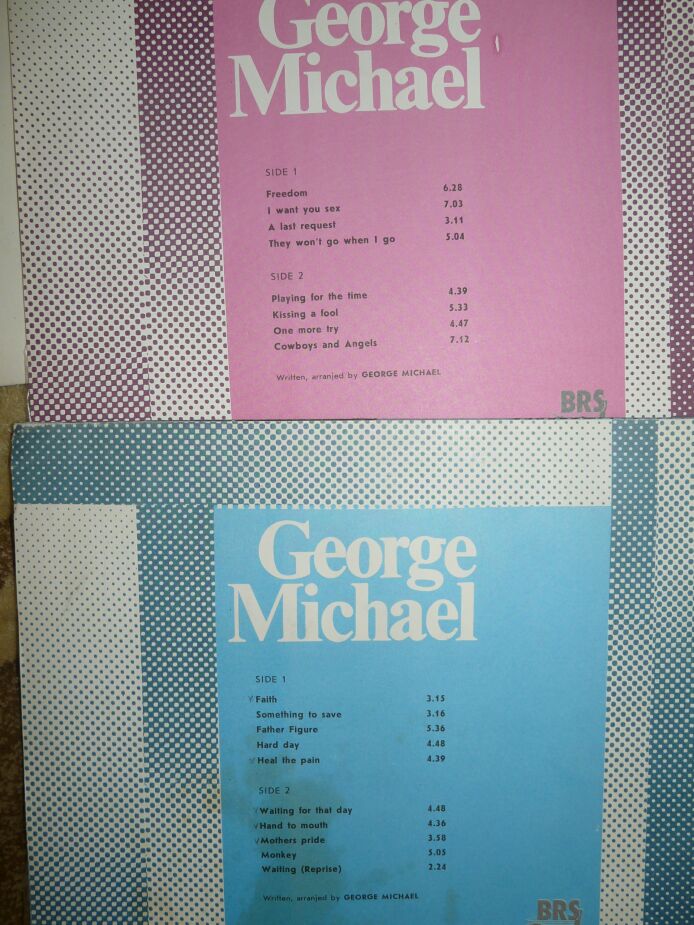 George
Michael
SIDE 1
Freedom 6.28
I want you sex 7.03
A last request 3.11
They won't go when I go 5.04
SIDE 2
Playing for the time 4.39
Kissing a fool 5.33
One more try 4.47
Cowboys and Angels 7.12
Written, arranjed by GEORGE MICHAEL
BRS
George
Michael
SIDE 1
Faith 3.15
Something to save 3.16
Father Figure 5.36
Hard day 4.48
Heal the pain 4.39
SIDE 2
Waiting for that day 4.48
Hand to mouth 4.36
Mothers pride 3.58
Monkey 5.05
Waiting (Reprise) 2.24
Written, arranjed by GEORGE MICHAEL
BRS